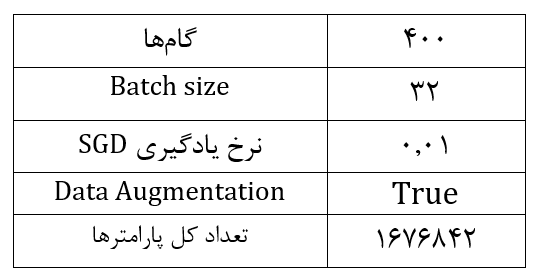 گام‌ها ۴۰۰
Batch size ۳۲
نرخ یادگیری SGD ۰,۰۱
Data Augmentation True
تعداد کل پارامترها ۱۶۷۶۸۴۲